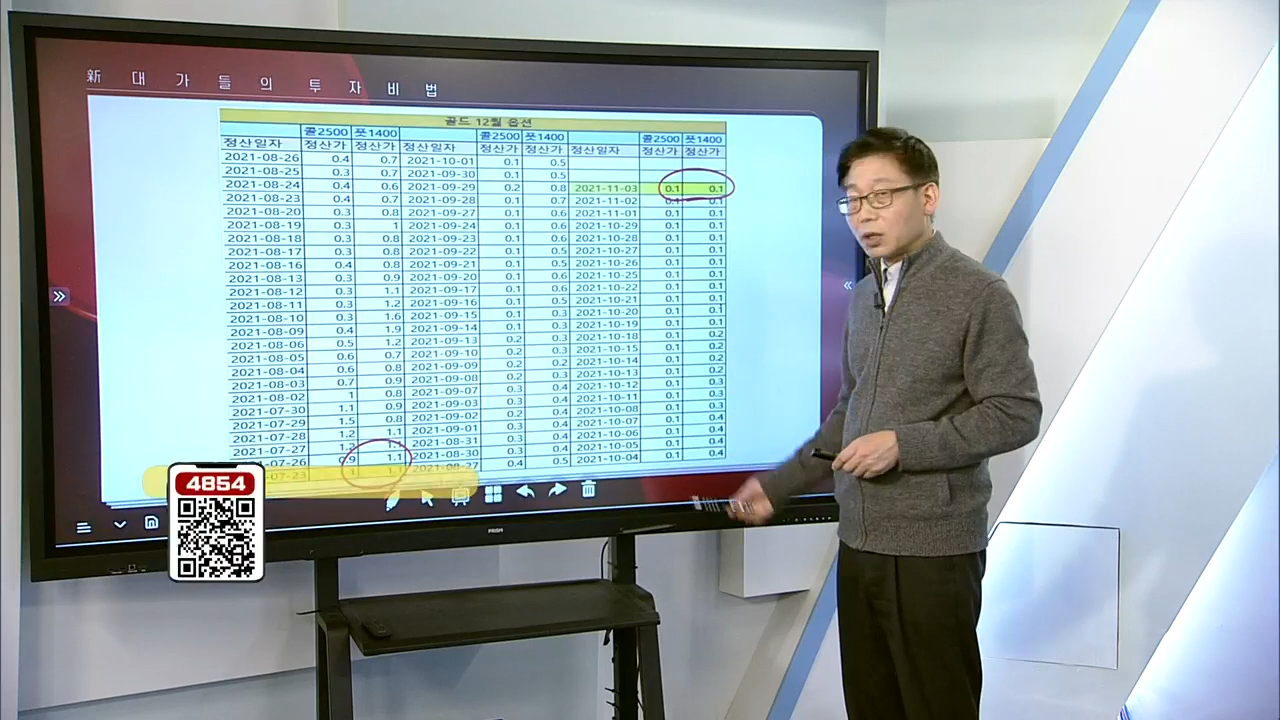 新 대가들의 투자비법
골드 12월 옵션
콜2500 풋1400 콜2500 풋1400 콜2500 풋1400
정산일자 정산가 정산가 정산일자 정산가 정산가 정산일자 정산가 정산가
2021-08-26 0.4 0.7 2021-10-01 0.1 0.5
2021-08-25 0.3 0.7 2021-09-30 0.1 0.5
2021-08-24 0.4 0.6 2021-09-29 0.2 0.8 2021-11-03 0.1 0.1
2021-08-23 0.4 0.7 2021-09-28 0.1 0.7 2021-11-02 0.1 0.1
2021-08-20 0.3 0.8 2021-09-27 0.1 0.6 2021-11-01 0.1 0.1
2021-08-19 0.3 1 2021-09-24 0.1 0.6 2021-10-29 0.1 0.1
2021-08-18 0.3 0.8 2021-09-23 0.1 0.6 2021-10-28 0.1 0.1
2021-08-17 0.3 0.8 2021-09-22 0.1 0.5 2021-10-27 0.1 0.1
2021-08-16 0.4 0.8 2021-09-21 0.1 0.5 2021-10-26 0.1 0.1
2021-08-13 0.3 0.9 2021-09-20 0.1 0.6 2021-10-25 0.1 0.1
2021-08-12 0.3 1.1 2021-09-17 0.1 0.6 2021-10-22 0.1 0.1
2021-08-11 0.3 1.2 2021-09-16 0.1 0.5 2021-10-21 0.1 0.1
2021-08-10 0.3 1.6 2021-09-15 0.1 0.3 2021-10-20 0.1 0.1
2021-08-09 0.4 1.9 2021-09-14 0.1 0.3 2021-10-19 0.1 0.1
2021-08-06 0.5 1.2 2021-09-13 0.2 0.3 2021-10-18 0.1 0.2
2021-08-05 0.6 0.7 2021-09-10 0.2 0.3 2021-10-15 0.1 0.2
2021-08-04 0.6 0.8 2021-09-09 0.2 0.2 2021-10-14 0.1 0.2
2021-08-03 0.7 0.9 2021-09-08 0.2 0.3 2021-10-13 0.1 0.2
2021-08-02 1 0.8 2021-09-07 0.3 0.4 2021-10-12 0.1 0.3
2021-07-30 1.1 0.9 2021-09-03 0.3 0.4 2021-10-11 0.1 0.3
2021-07-29 1.5 0.8 2021-09-02 0.2 0.4 2021-10-08 0.1 0.3
2021-07-28 1.2 1.1 2021-09-01 0.3 0.4 2021-10-07 0.1 0.4
2021-07-27 1.2 1.1 2021-08-31 0.3 0.4 2021-10-06 0.1 0.4
2021-07-26 0.9 1.1 2021-08-30 0.3 0.4 2021-10-05 0.1 0.4
-07-23 1 1.1 2021-08-27 0.4 0.5 2021-10-04 0.1 0.4
4854
PRISM